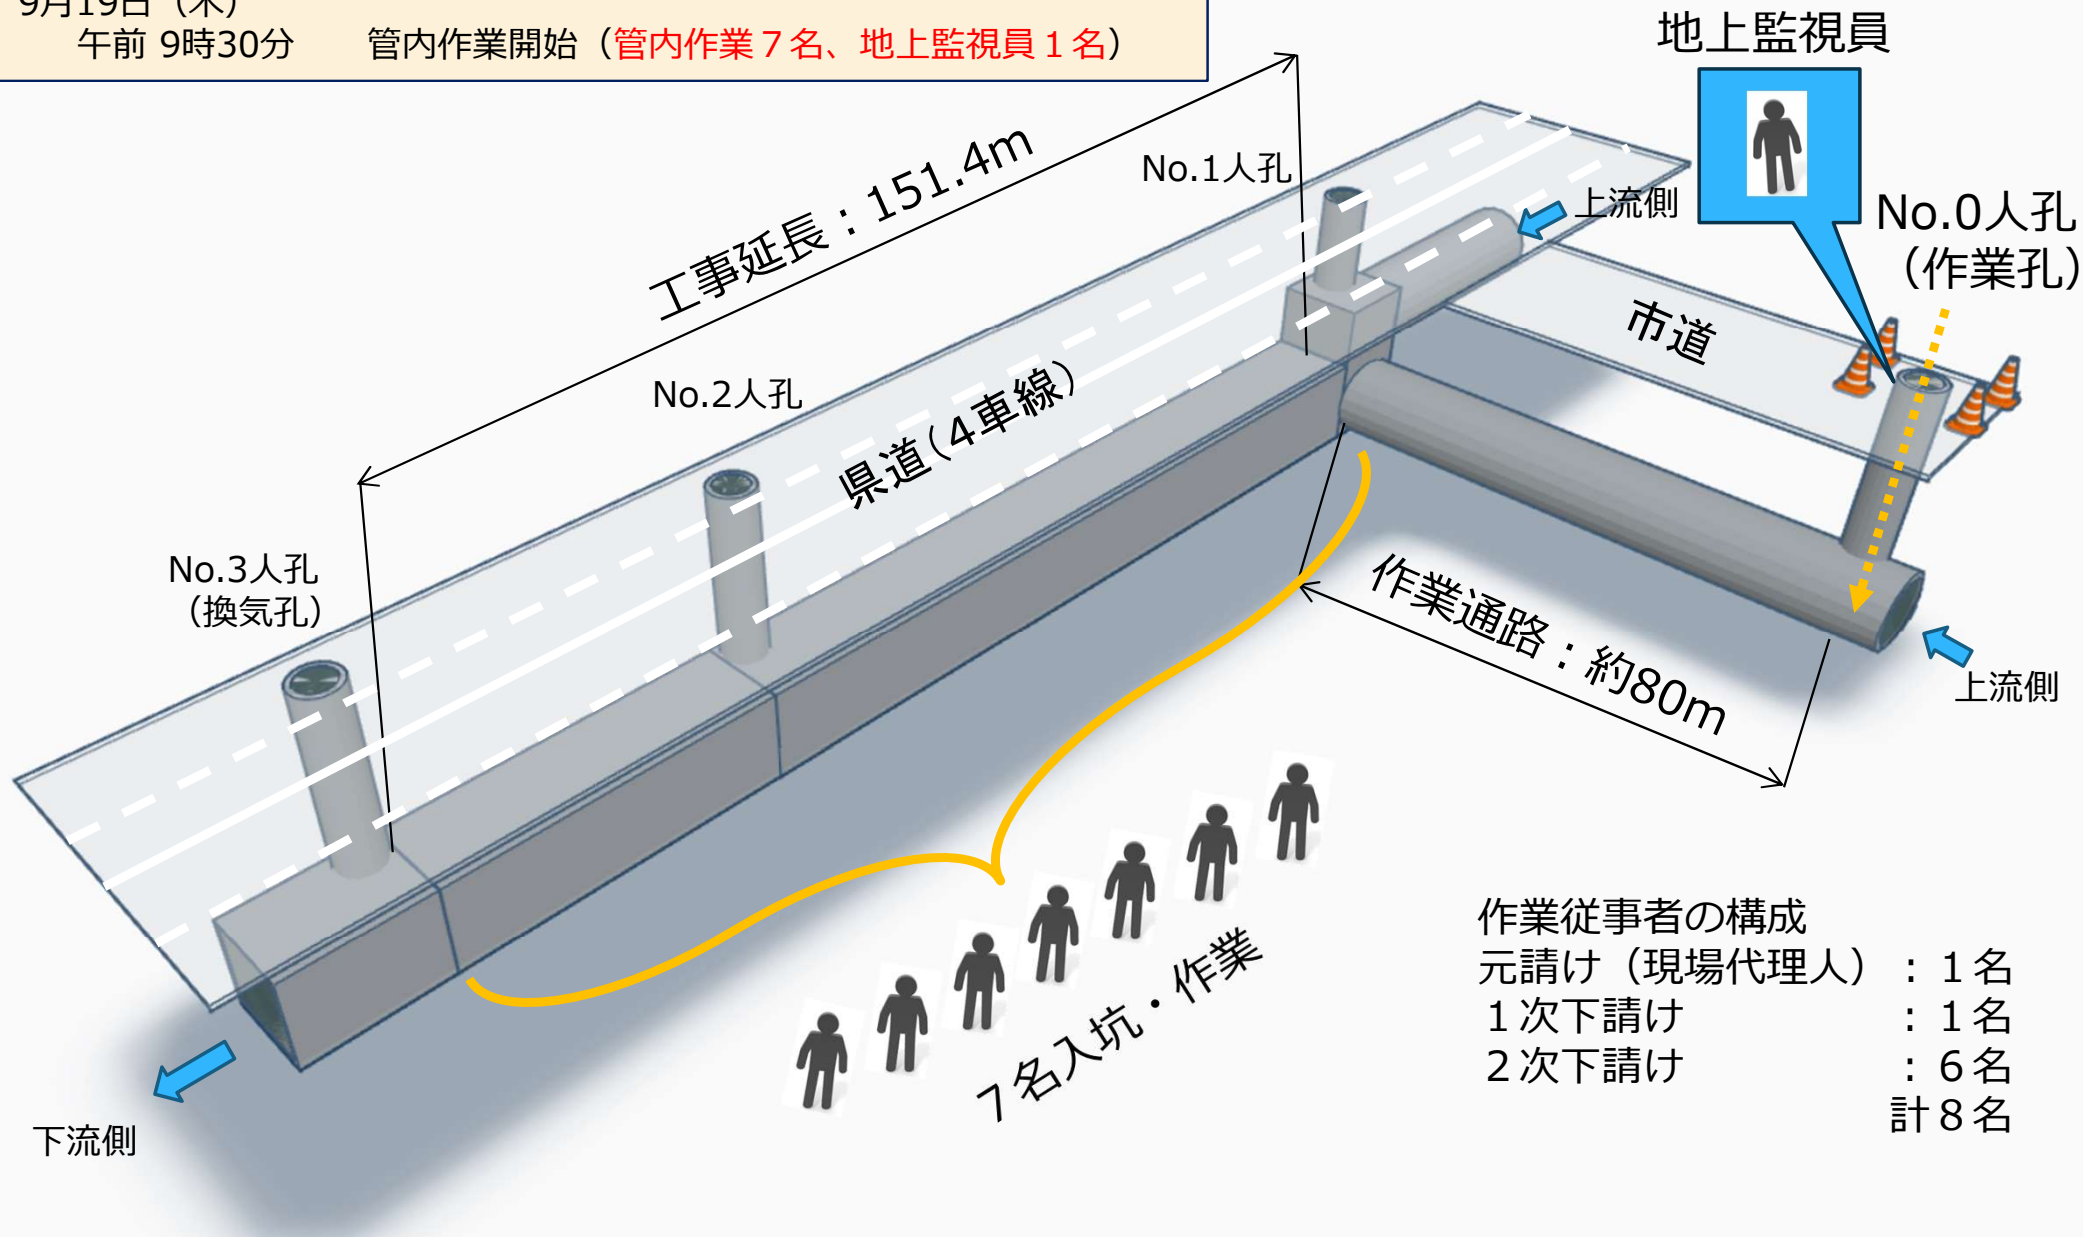 9月19日（木）
午前 9時30分　　管内作業開始（管内作業７名、地上監視員１名）
地上監視員
工事延長：151.4m
No.1人孔
上流側
No.0人孔
（作業孔）
市道
No.2人孔
県道（4車線）
No.3人孔
（換気孔）
作業通路：約80m
上流側
７名入坑・作業
作業従事者の構成
元請け（現場代理人）：１名
１次下請け　　　　　：１名
２次下請け　　　　　：６名
計８名
下流側